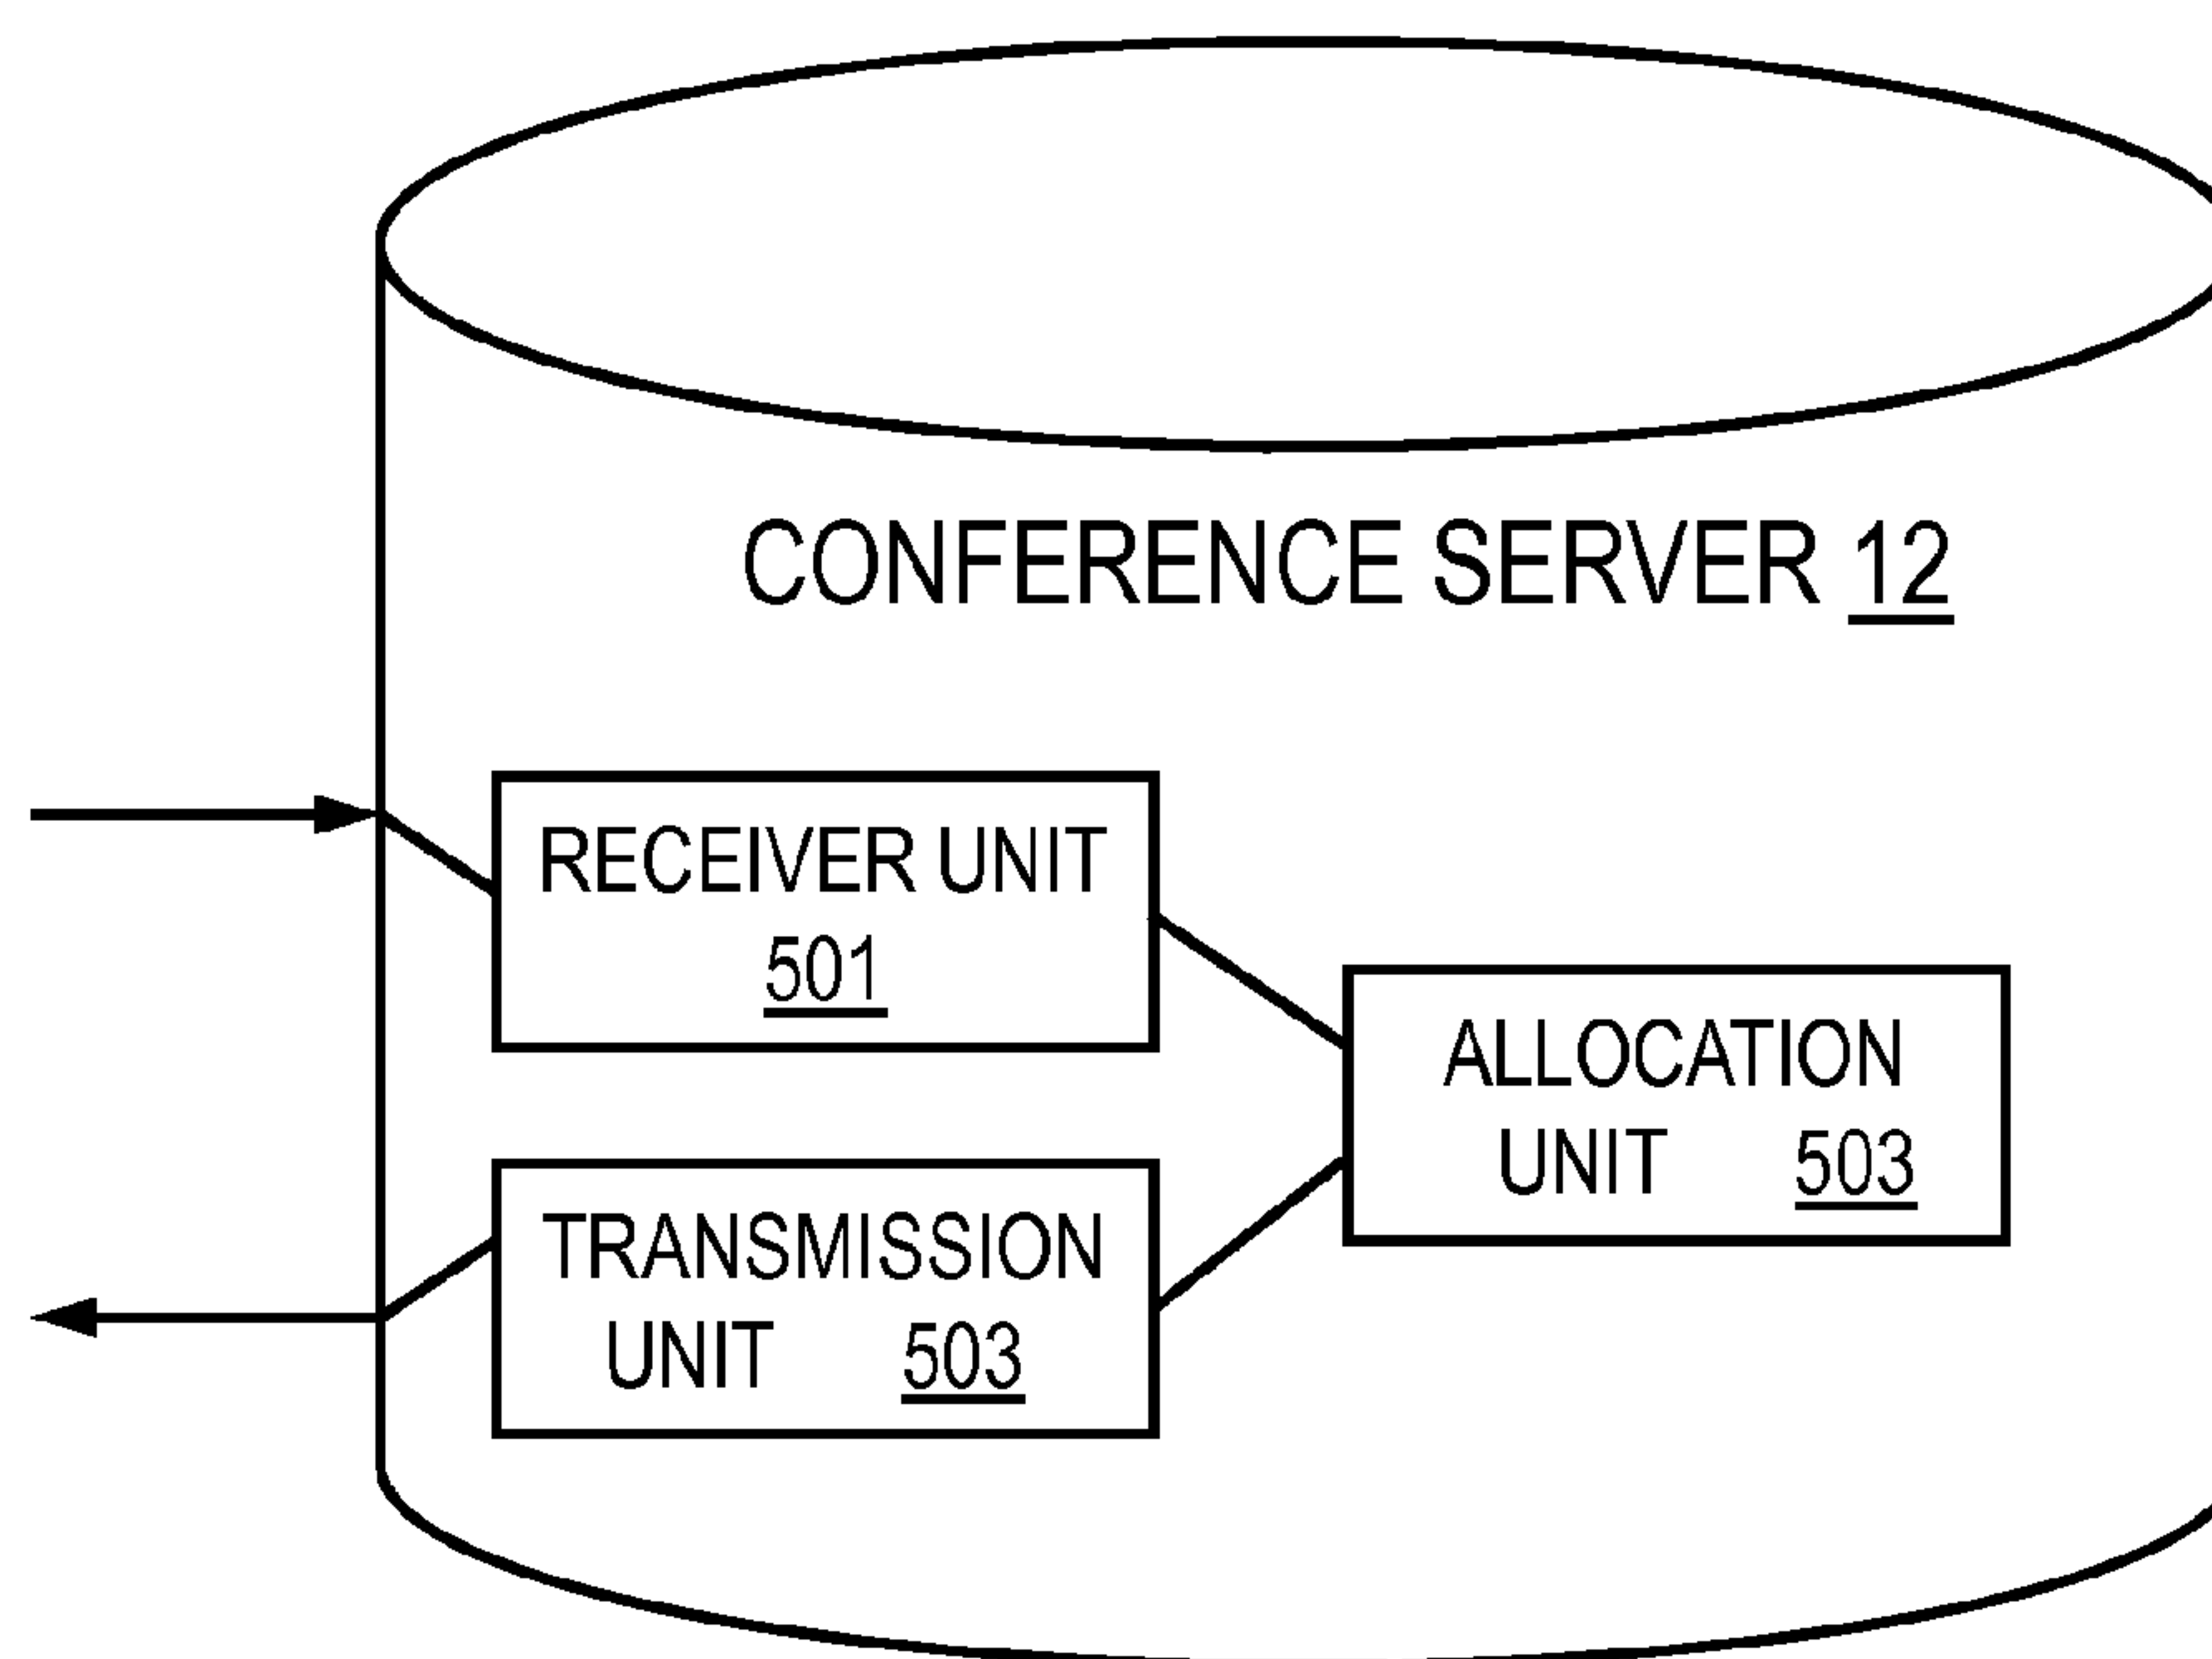 CONFERENCE SERVER 12
RECEIVER UNIT
501
ALLOCATION
UNIT 503
TRANSMISSION
UNIT 503